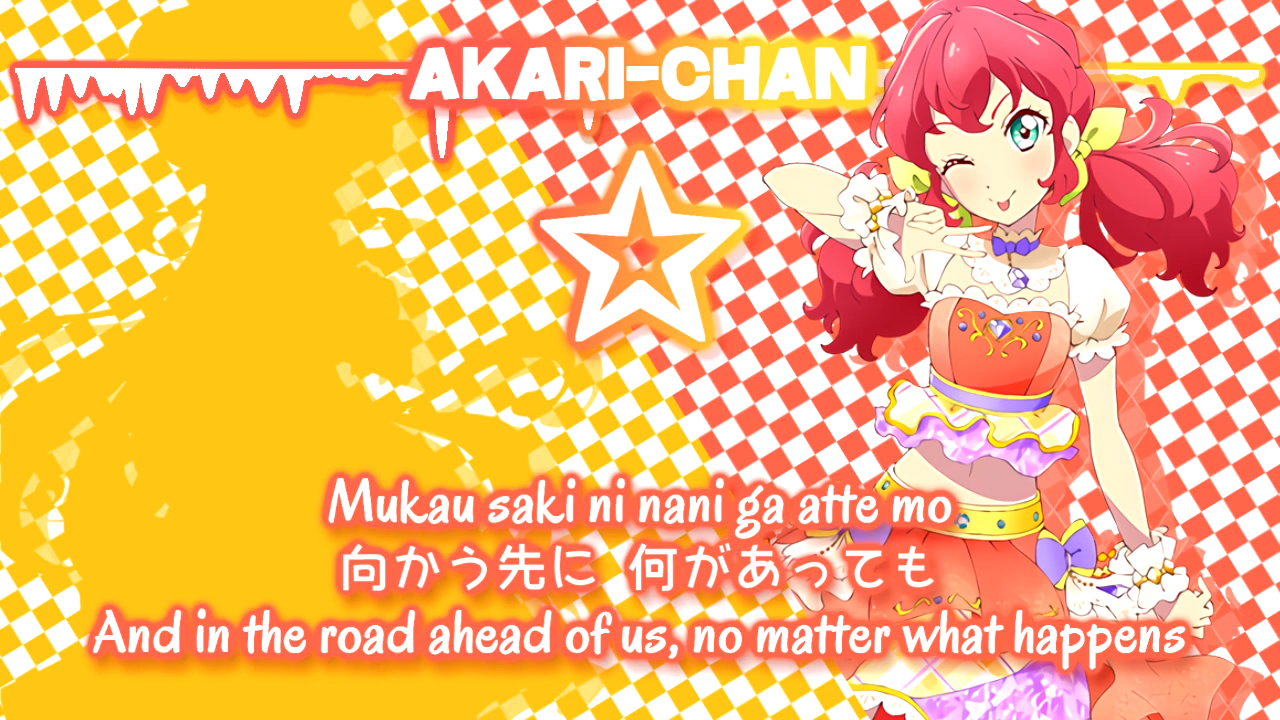 AKARI-CHAN
Mukau saki ni nani ga atte mo
向かう先に 何があっても
And in the road ahead of us, no matter what happens